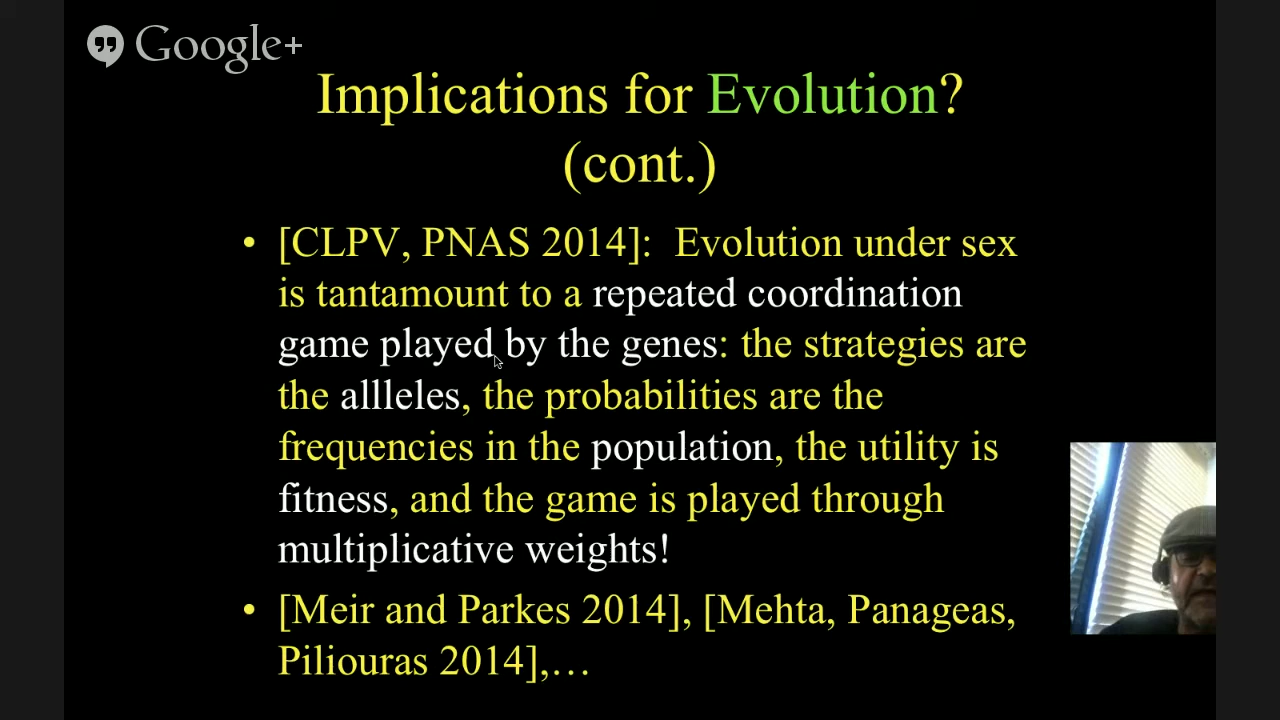 Google+
Implications for Evolution?
(cont.)
• [CLPV, PNAS 2014]: Evolution under sex
is tantamount to a repeated coordination
game played by the genes: the strategies are
the allleles, the probabilities are the
frequencies in the population, the utility is
fitness, and the game is played through
multiplicative weights!
• [Meir and Parkes 2014], [Mehta, Panageas,
Piliouras 2014],…